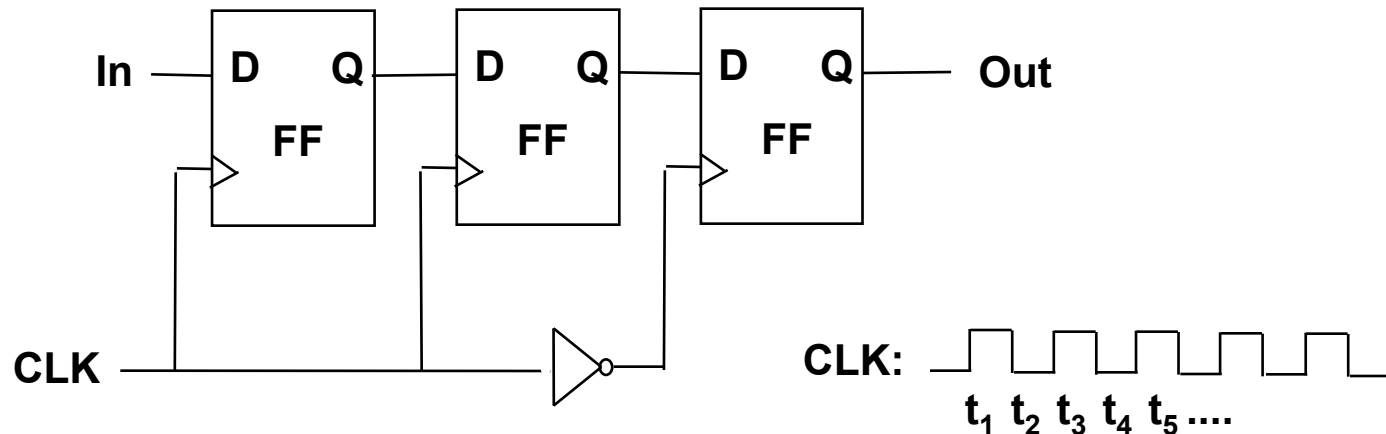 In D Q D Q D Q Out
FF FF FF
CLK CLK:
t₁ t₂ t₃ t₄ t₅ ....